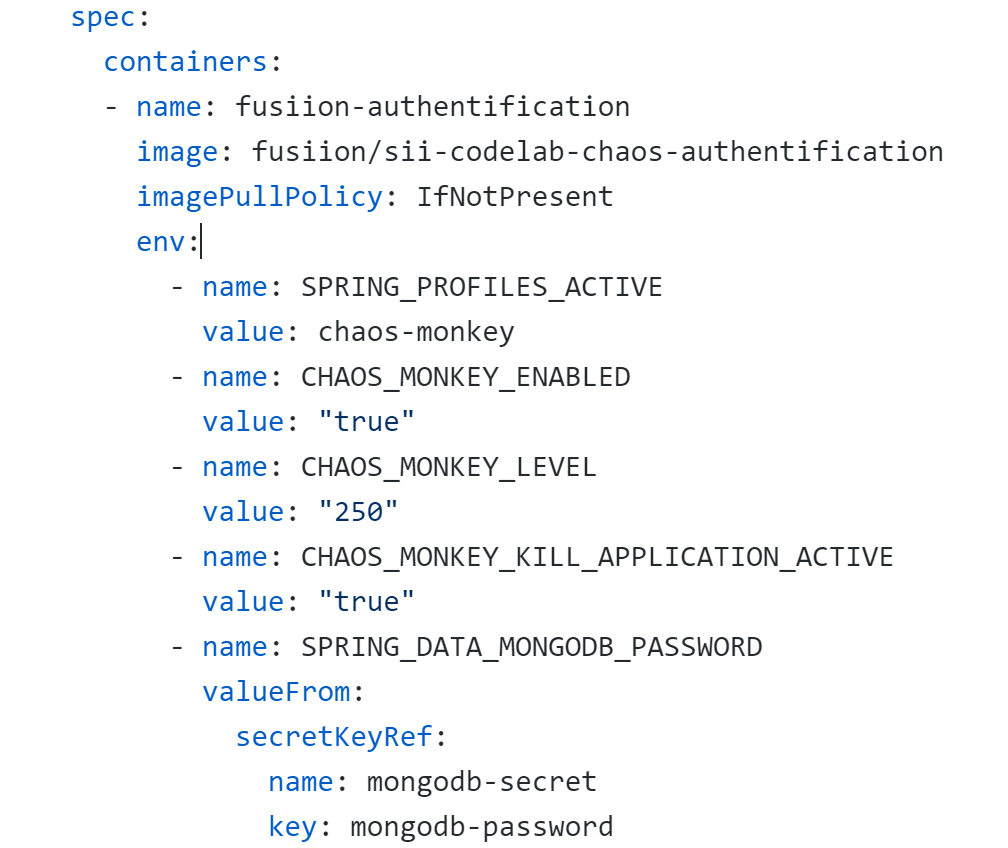 spec:
containers:
- name: fusiion-authentification
image: fusiion/sii-codelab-chaos-authentification
imagePullPolicy: IfNotPresent
env:
- name: SPRING_PROFILES_ACTIVE
value: chaos-monkey
- name: CHAOS_MONKEY_ENABLED
value: "true"
- name: CHAOS_MONKEY_LEVEL
value: "250"
- name: CHAOS_MONKEY_KILL_APPLICATION_ACTIVE
value: "true"
- name: SPRING_DATA_MONGODB_PASSWORD
valueFrom:
secretKeyRef:
name: mongodb-secret
key: mongodb-password